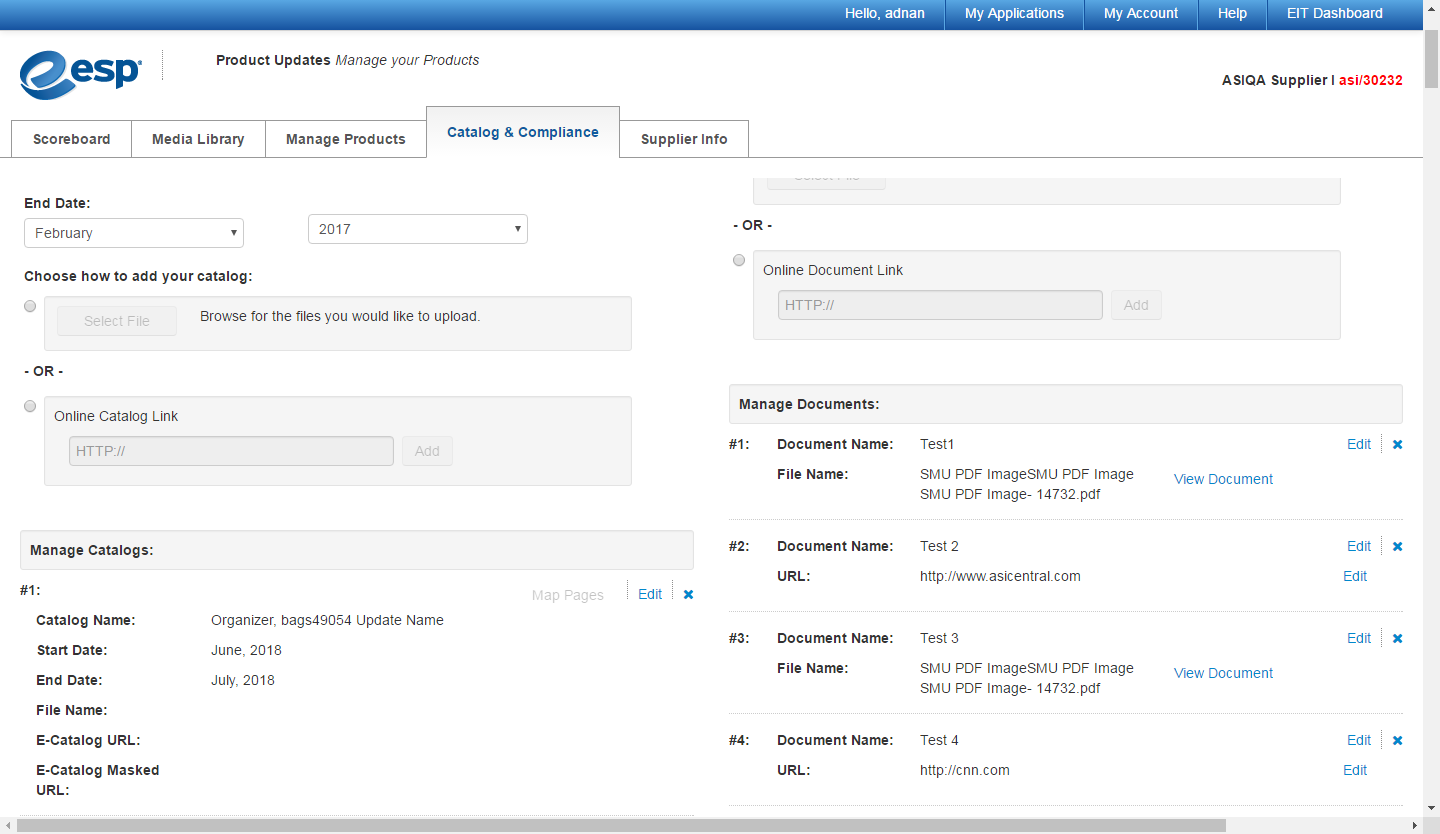 Hello, adnan
My Applications
My Account
Help
EIT Dashboard
esp
Product Updates Manage your Products
ASIQA Supplier | asi/30232
Scoreboard
Media Library
Manage Products
Catalog & Compliance
Supplier Info
End Date:
February
2017
Choose how to add your catalog:
Select File
Browse for the files you would like to upload.
- OR -
Online Catalog Link
HTTP://
Add
Manage Catalogs:
#1:
Map Pages
Edit
Catalog Name:
Organizer, bags49054 Update Name
Start Date:
June, 2018
End Date:
July, 2018
File Name:
E-Catalog URL:
E-Catalog Masked
URL:
Select File
- OR -
Online Document Link
HTTP://
Add
Manage Documents:
#1:
Document Name:
Test1
Edit
File Name:
SMU PDF ImageSMU PDF Image
SMU PDF Image- 14732.pdf
View Document
#2:
Document Name:
Test 2
Edit
URL:
http://www.asicentral.com
Edit
#3:
Document Name:
Test 3
Edit
File Name:
SMU PDF ImageSMU PDF Image
SMU PDF Image- 14732.pdf
View Document
#4:
Document Name:
Test 4
Edit
URL:
http://cnn.com
Edit